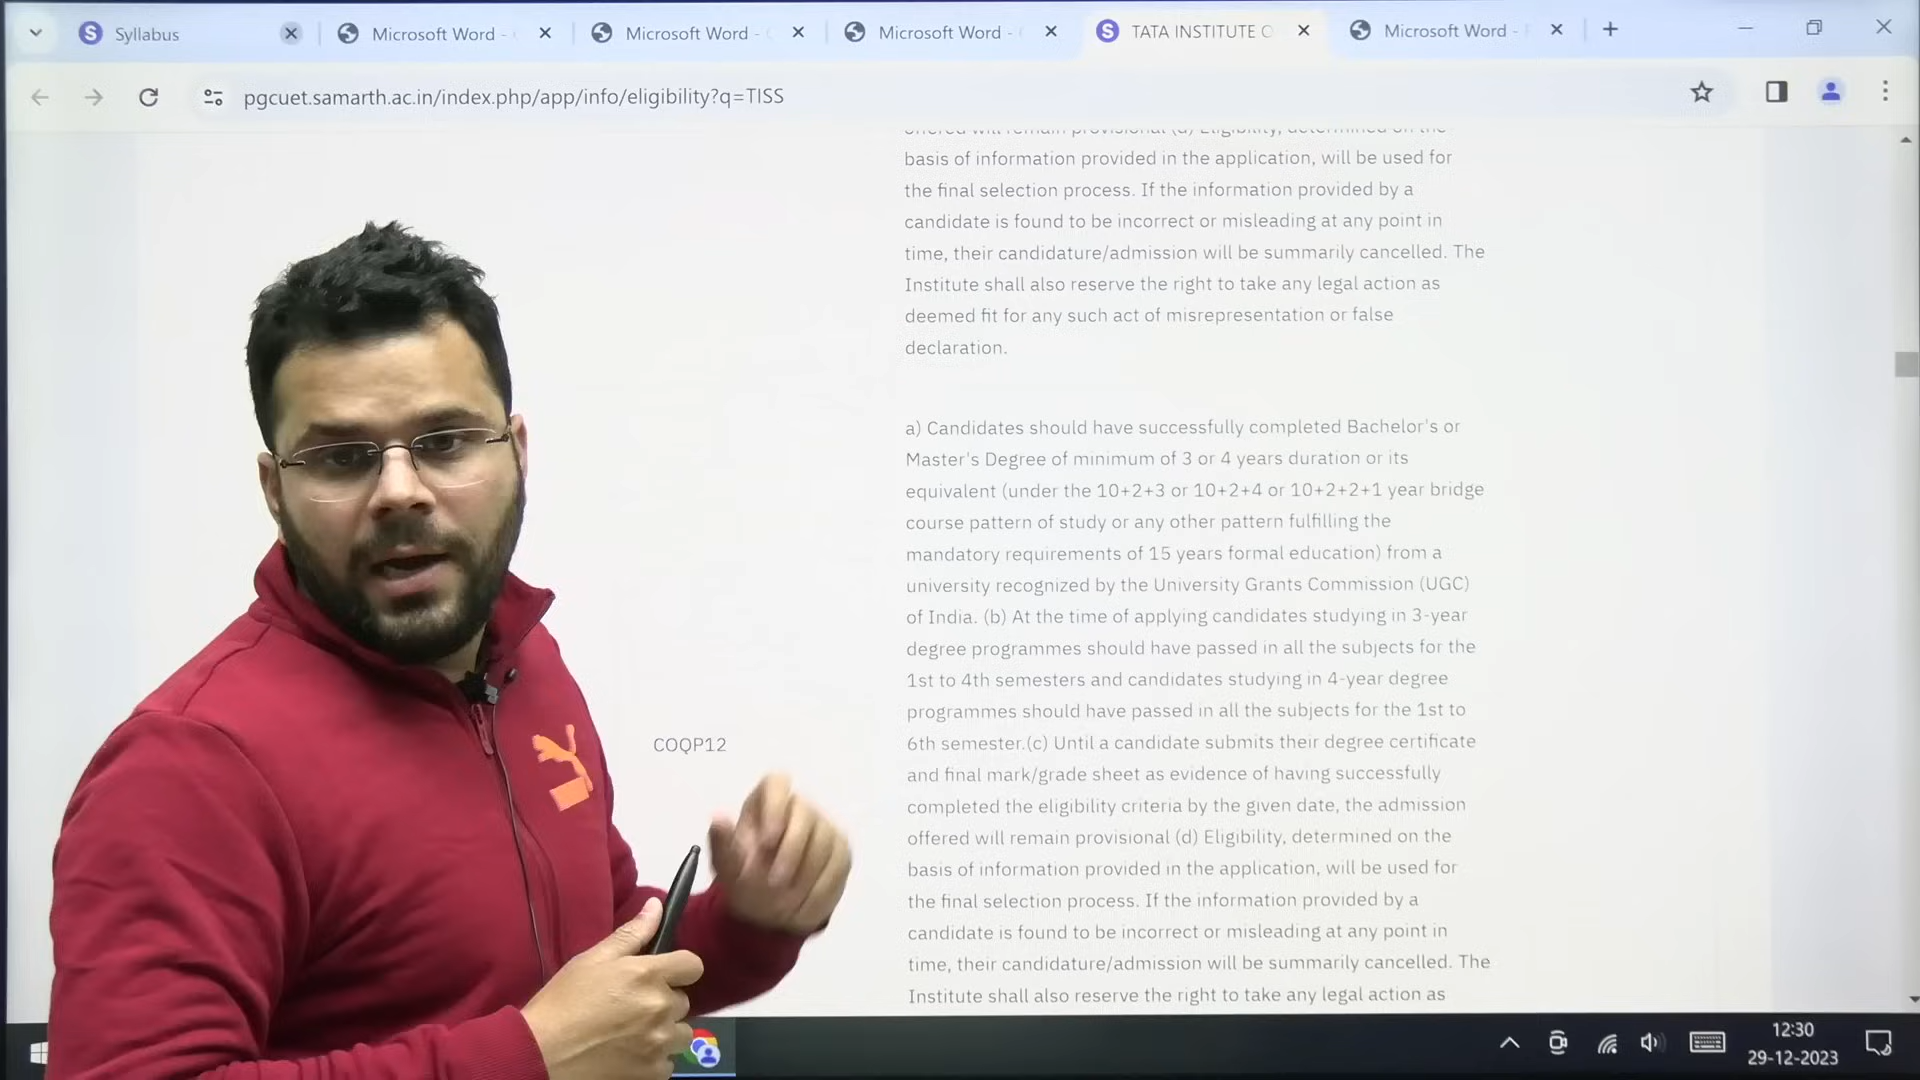 Syllabus
Microsoft Word -
Microsoft Word -
Microsoft Word -
TATA INSTITUTE
Microsoft Word -
pgcuet.samarth.ac.in/index.php/app/info/eligibility?q=TISS
offered will remain provisional (d) Eligibility, determined on the
basis of information provided in the application, will be used for
the final selection process. If the information provided by a
candidate is found to be incorrect or misleading at any point in
time, their candidature/admission will be summarily cancelled. The
Institute shall also reserve the right to take any legal action as
deemed fit for any such act of misrepresentation or false
declaration.
COQP12
a) Candidates should have successfully completed Bachelor's or
Master's Degree of minimum of 3 or 4 years duration or its
equivalent (under the 10+2+3 or 10+2+4 or 10+2+2+1 year bridge
course pattern of study or any other pattern fulfilling the
mandatory requirements of 15 years formal education) from a
university recognized by the University Grants Commission (UGC)
of India. (b) At the time of applying candidates studying in 3-year
degree programmes should have passed in all the subjects for the
1st to 4th semesters and candidates studying in 4-year degree
programmes should have passed in all the subjects for the 1st to
6th semester.(c) Until a candidate submits their degree certificate
and final mark/grade sheet as evidence of having successfully
completed the eligibility criteria by the given date, the admission
offered will remain provisional (d) Eligibility, determined on the
basis of information provided in the application, will be used for
the final selection process. If the information provided by a
candidate is found to be incorrect or misleading at any point in
time, their candidature/admission will be summarily cancelled. The
Institute shall also reserve the right to take any legal action as
12:30
29-12-2023